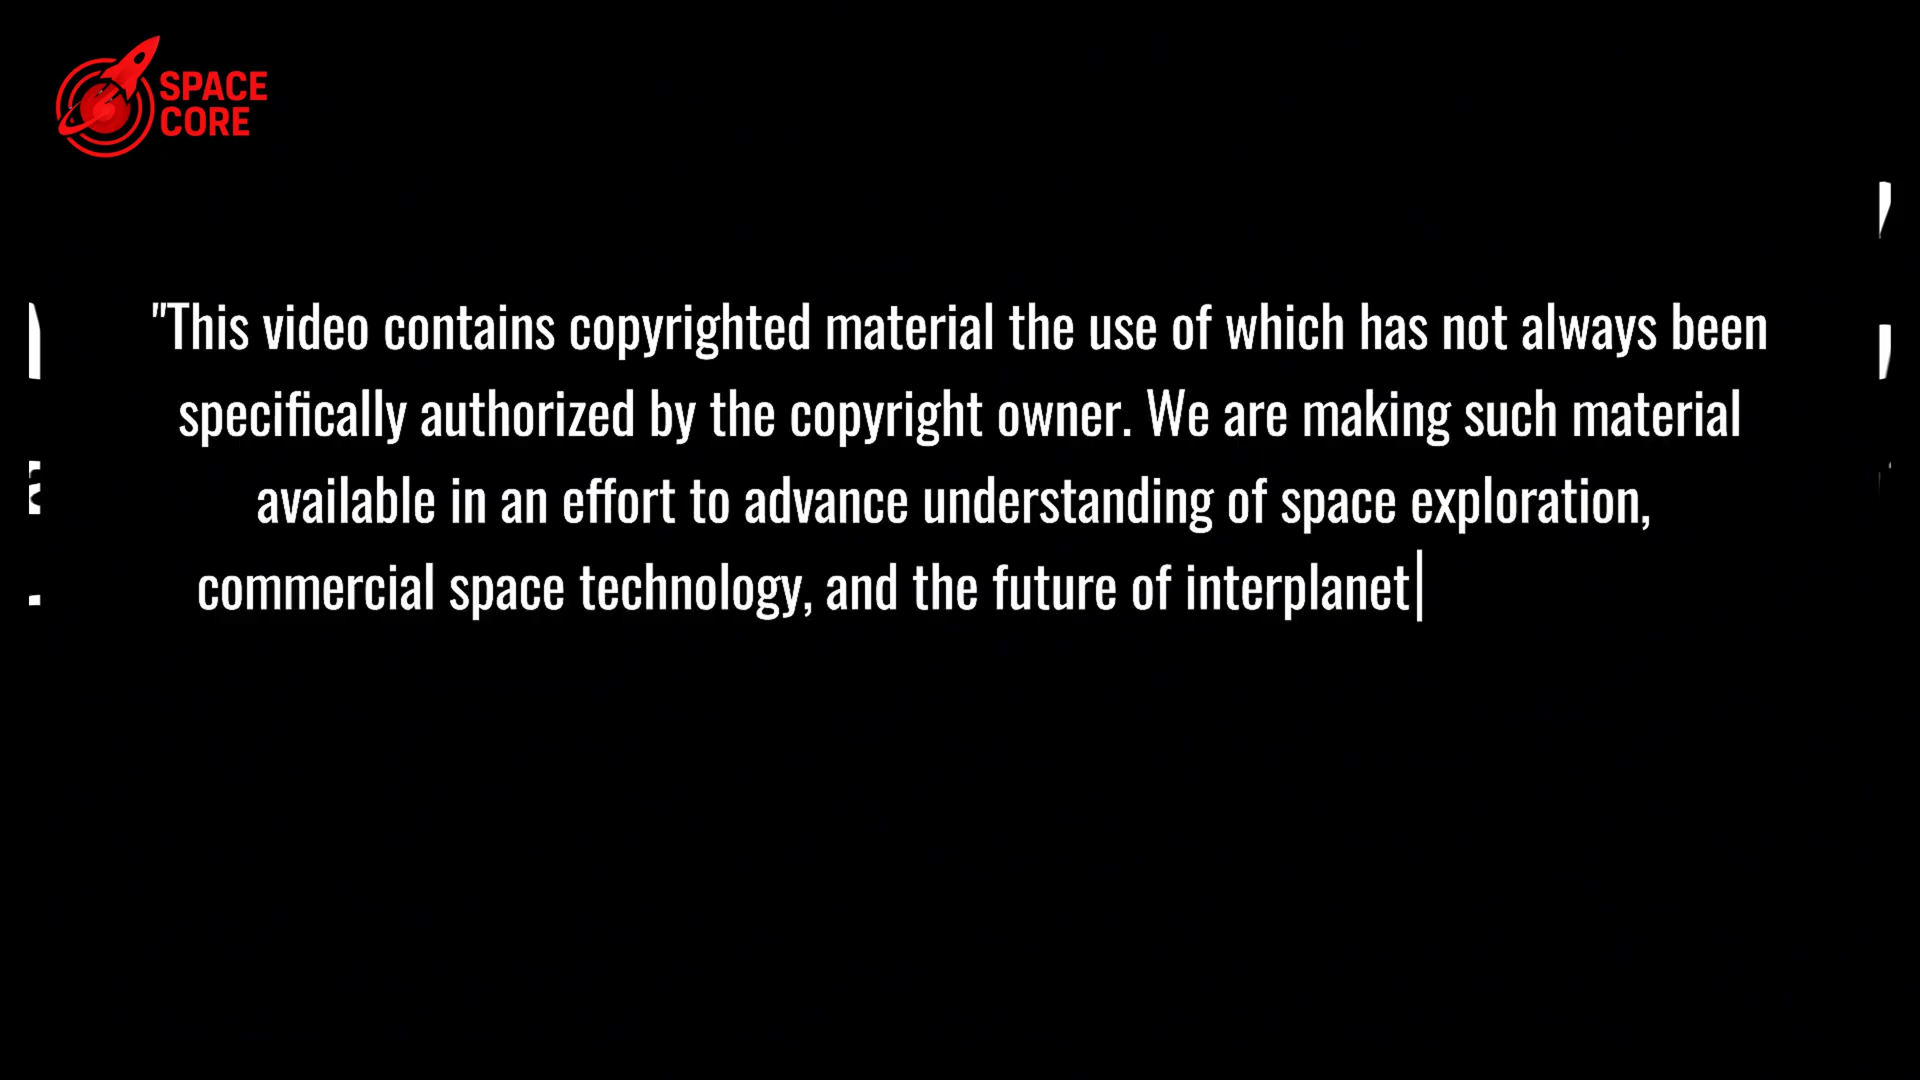 SPACE
CORE
"This video contains copyrighted material the use of which has not always been
specifically authorized by the copyright owner. We are making such material
available in an effort to advance understanding of space exploration,
commercial space technology, and the future of interplanet